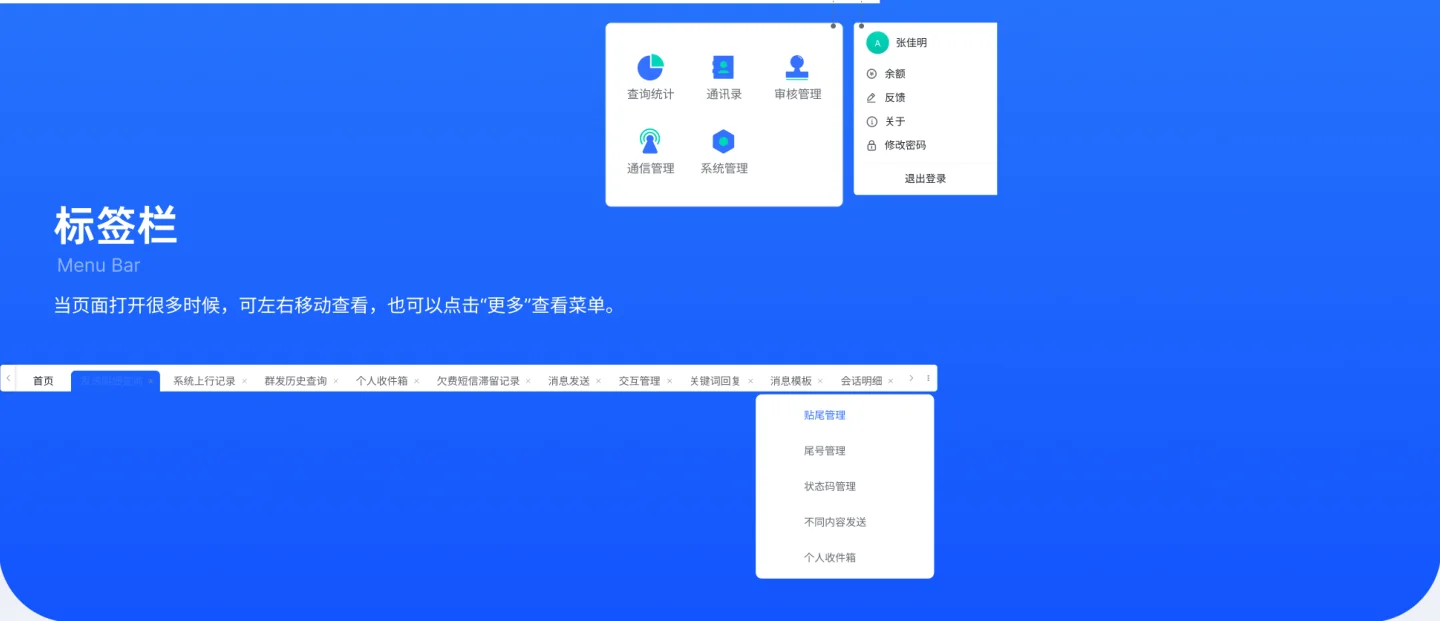 查询统计 通讯录 审核管理
通信管理 系统管理
A 张佳明
余额
反馈
关于
修改密码
退出登录
标签栏
Menu Bar
当页面打开很多时候，可左右移动查看，也可以点击“更多”查看菜单。
首页 系统上行记录 × 群发历史查询 × 个人收件箱 × 欠费短信滞留记录 × 消息发送 × 交互管理 × 关键词回复 × 消息模板 × 会话明细 ×
贴尾管理
尾号管理
状态码管理
不同内容发送
个人收件箱